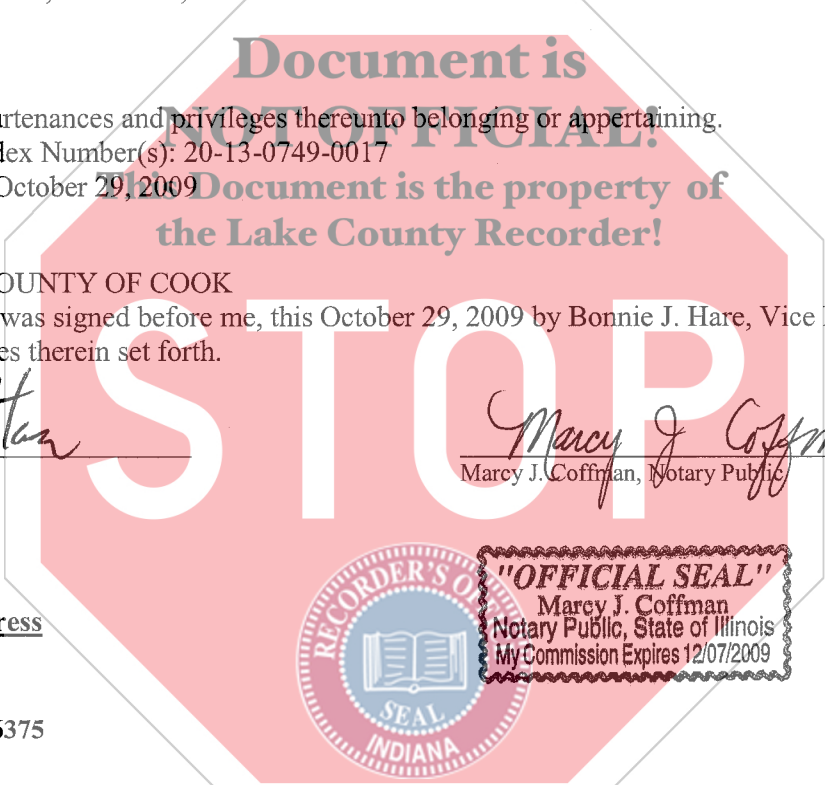 Document is
NOT OFFICIAL!
urtenances and privileges thereunto belonging or appertaining.
dex Number(s): 20-13-0749-0017
October 29, 2009
This Document is the property of
the Lake County Recorder!
OUNTY OF COOK
was signed before me, this October 29, 2009 by Bonnie J. Hare, Vice
es therein set forth.
STOP
Marcy J Coffm
Marcy J. Coffman, Notary Public
"OFFICIAL SEAL"
Marcy J. Coffman
Notary Public, State of Illinois
My Commission Expires 12/07/2009
RECORDER'S OF
SEAL
INDIANA
ress
5375